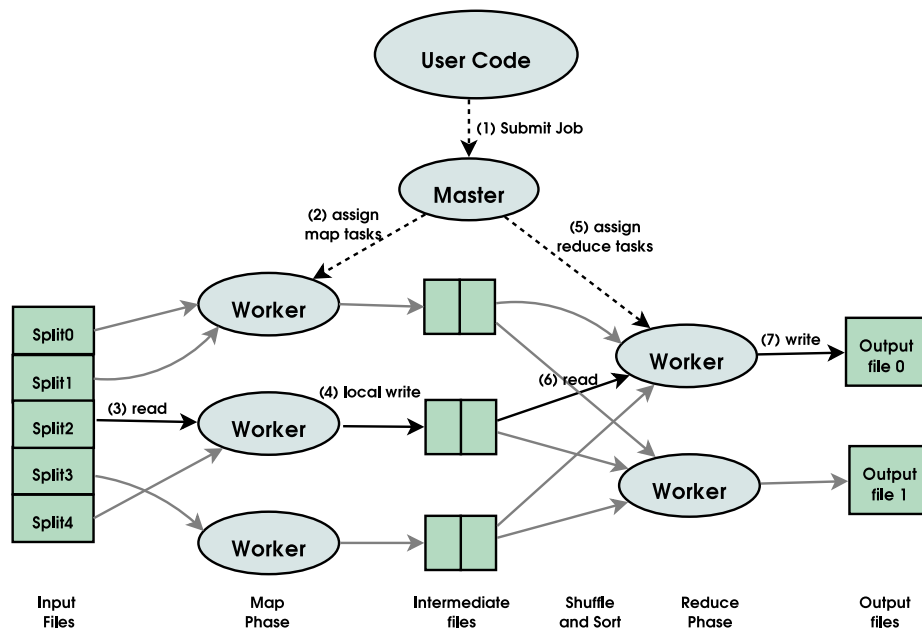 User Code
(1) Submit Job
Master
(2) assign
map tasks
(5) assign
reduce tasks
Worker
Split0
Split1
Split2
Split3
Split4
(3) read
Worker
(4) local write
Worker
(6) read
Worker
(7) write
Output
file 0
Worker
Output
file 1
Input
Files
Map
Phase
Intermediate
files
Shuffle
and Sort
Reduce
Phase
Output
files